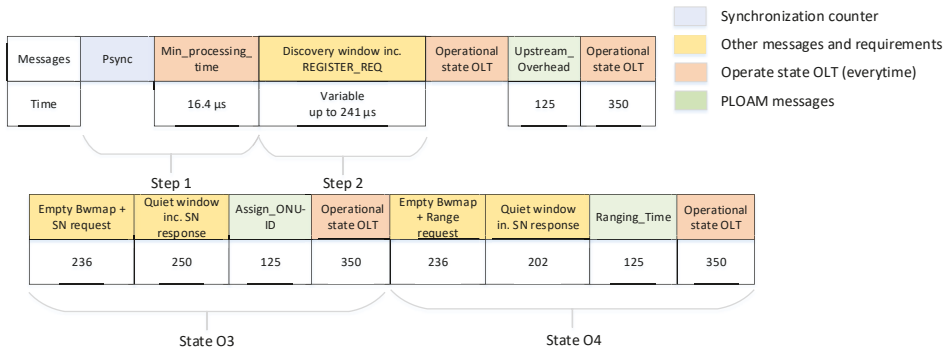 Messages
Psync
Min_processing_
time
Discovery window inc.
REGISTER_REQ
Operational
state OLT
Upstream_
Overhead
Operational
state OLT
Time
16.4 µs
Variable
up to 241 µs
125
350
Synchronization counter
Other messages and requirements
Operate state OLT (everytime)
PLOAM messages
Step 1
Step 2
Empty Bwmap +
SN request
Quiet window
inc. SN
response
Assign_ONU-
ID
Operational
state OLT
Empty Bwmap
+ Range
request
Quiet window
in. SN response
Ranging_Time
Operational
state OLT
236
250
125
350
236
202
125
350
State O3
State O4